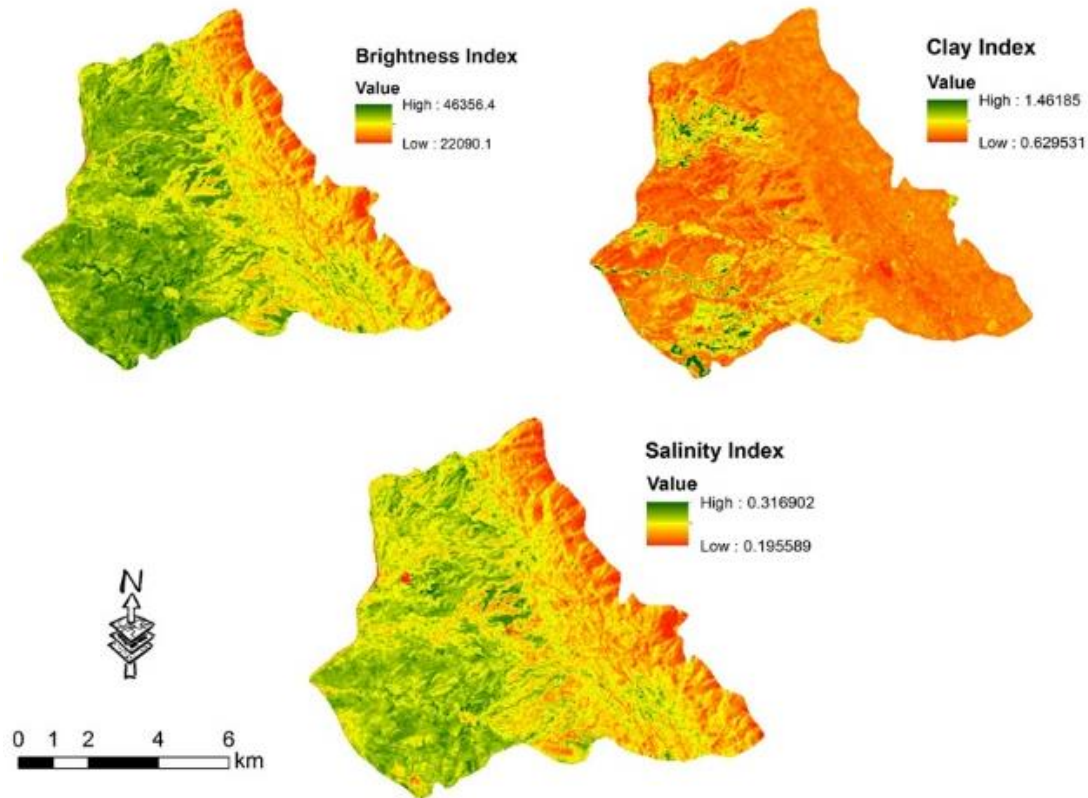 Brightness Index
Value
High : 46356.4
Low : 22090.1
Clay Index
Value
High : 1.46185
Low : 0.629531
Salinity Index
Value
High : 0.316902
Low : 0.195589
N
0 1 2 4 6
km